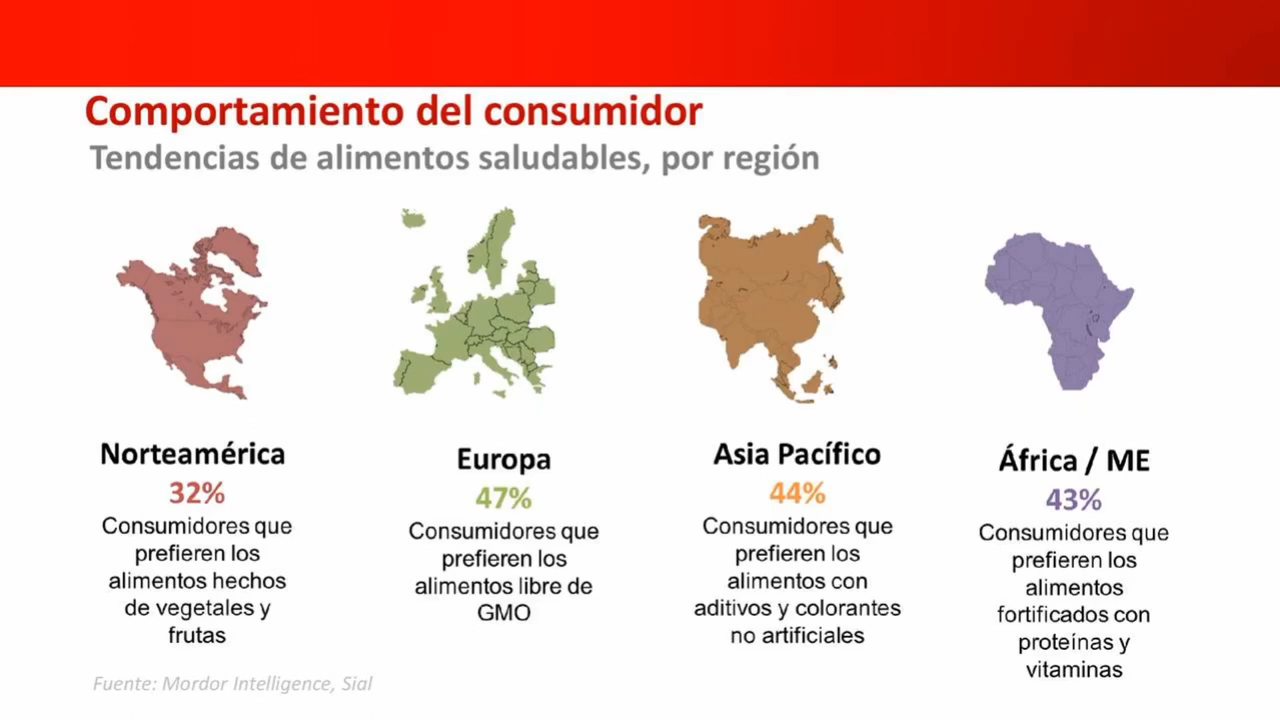 Comportamiento del consumidor
Tendencias de alimentos saludables, por región
Norteamérica
32%
Consumidores que
prefieren los
alimentos hechos
de vegetales y
frutas
Europa
47%
Consumidores que
prefieren los
alimentos libre de
GMO
Asia Pacífico
44%
Consumidores que
prefieren los
alimentos con
aditivos y colorantes
no artificiales
África / ME
43%
Consumidores que
prefieren los
alimentos
fortificados con
proteínas y
vitaminas
Fuente: Mordor Intelligence, Sial